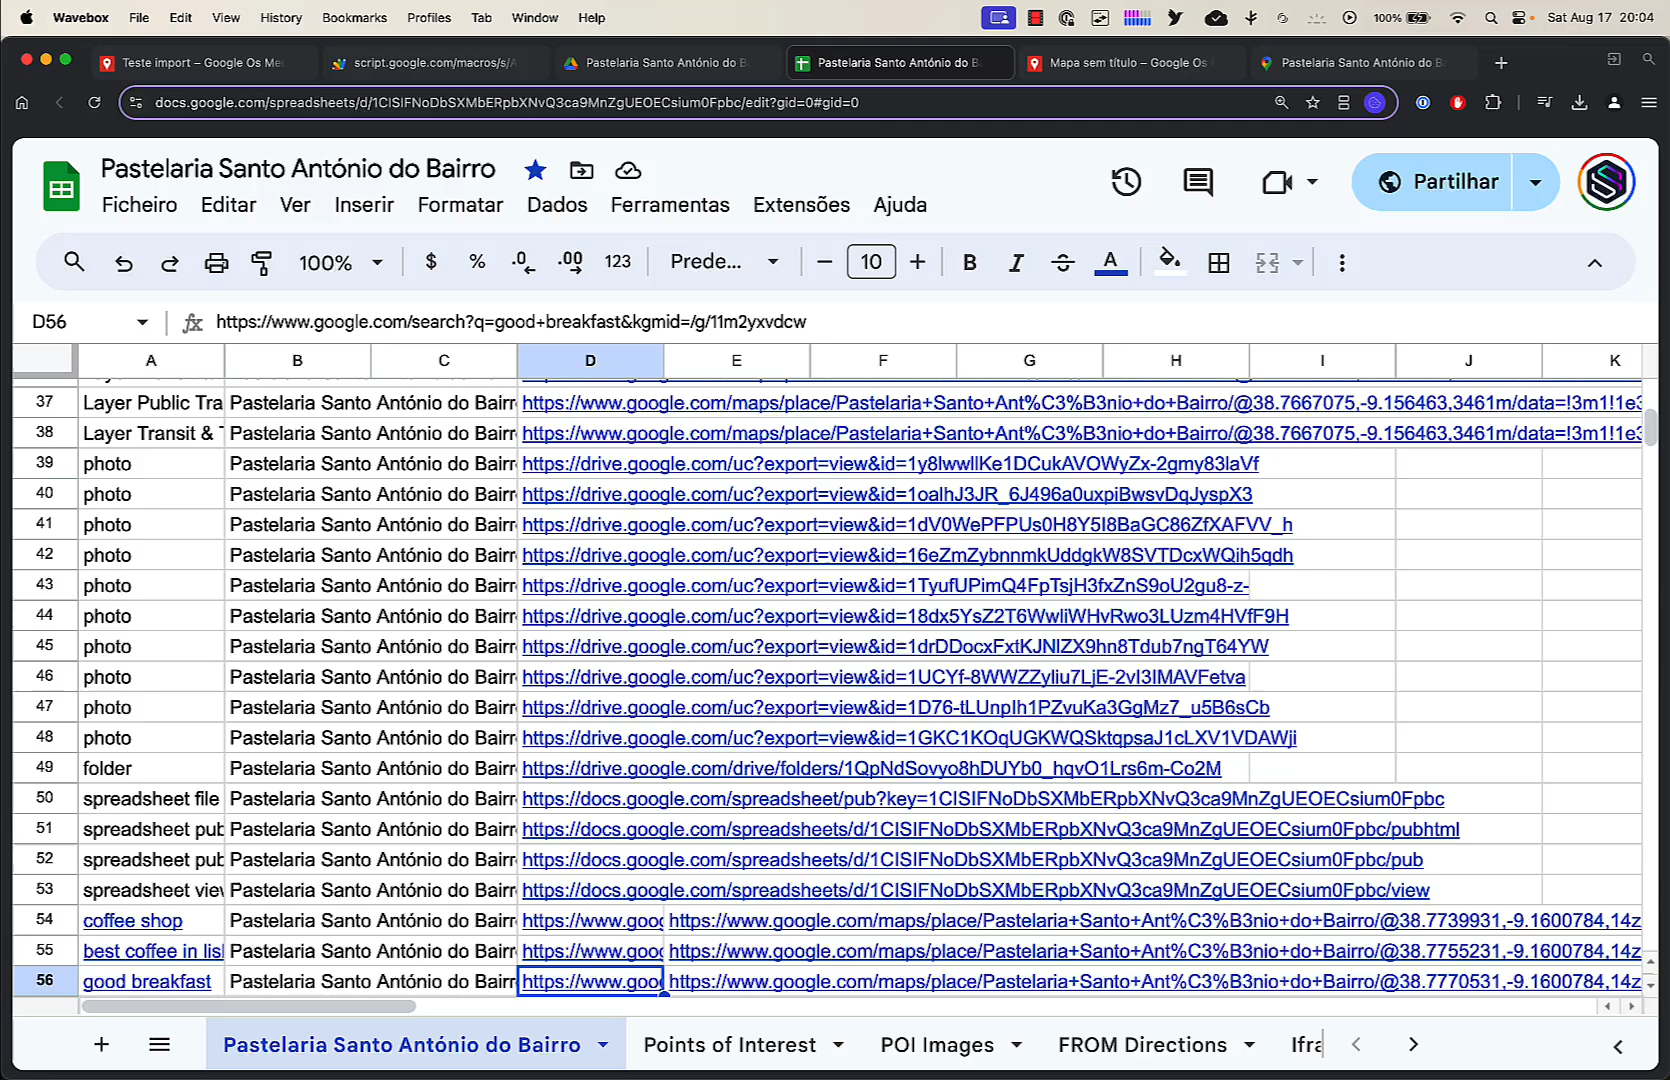 Wavebox File Edit View History Bookmarks Profiles Tab Window Help 100% Sat Aug 17 20:04
Teste import – Google Os Me script.google.com/macros/s/A Pastelaria Santo António do B Pastelaria Santo António do B Mapa sem título – Google Os Pastelaria Santo António do B
docs.google.com/spreadsheets/d/1CISIFNoDbSXMbERpbXNvQ3ca9MnZgUEOECsium0Fpbc/edit?gid=0#gid=0
Pastelaria Santo António do Bairro
Partilhar
Ficheiro Editar Ver Inserir Formatar Dados Ferramentas Extensões Ajuda
100% $ % .0 .00 123 Prede... 10 B I A
D56 fx https://www.google.com/search?q=good+breakfast&kgmid=/g/11m2yxvdcw
A B C D E F G H I J K
37 Layer Public Tra Pastelaria Santo António do Bairr https://www.google.com/maps/place/Pastelaria+Santo+Ant%C3%B3nio+do+Bairro/@38.7667075,-9.156463,3461m/data=!3m1!1e3
38 Layer Transit & T Pastelaria Santo António do Bairr https://www.google.com/maps/place/Pastelaria+Santo+Ant%C3%B3nio+do+Bairro/@38.7667075,-9.156463,3461m/data=!3m1!1e3
39 photo Pastelaria Santo António do Bairr https://drive.google.com/uc?export=view&id=1y8lwwllKe1DCukAVOWyZx-2gmy83laVf
40 photo Pastelaria Santo António do Bairr https://drive.google.com/uc?export=view&id=1oalhJ3JR_6J496a0uxpiBwsvDqJyspX3
41 photo Pastelaria Santo António do Bairr https://drive.google.com/uc?export=view&id=1dV0WePFPUs0H8Y5I8BaGC86ZfXAFVV_h
42 photo Pastelaria Santo António do Bairr https://drive.google.com/uc?export=view&id=16eZmZybnnmkUddgkW8SVTDcxWQih5qdh
43 photo Pastelaria Santo António do Bairr https://drive.google.com/uc?export=view&id=1TyufUPimQ4FpTsjH3fxZnS9oU2gu8-z-
44 photo Pastelaria Santo António do Bairr https://drive.google.com/uc?export=view&id=18dx5YsZ2T6WwliWHvRwo3LUzm4HVfF9H
45 photo Pastelaria Santo António do Bairr https://drive.google.com/uc?export=view&id=1drDDocxFxtKJNlZX9hn8Tdub7ngT64YW
46 photo Pastelaria Santo António do Bairr https://drive.google.com/uc?export=view&id=1UCYf-8WWZZyliu7LjE-2vI3IMAVFetva
47 photo Pastelaria Santo António do Bairr https://drive.google.com/uc?export=view&id=1D76-tLUnpIh1PZvuKa3GgMz7_u5B6sCb
48 photo Pastelaria Santo António do Bairr https://drive.google.com/uc?export=view&id=1GKC1KOqUGKWQSktqpsaJ1cLXV1VDAWji
49 folder Pastelaria Santo António do Bairr https://drive.google.com/drive/folders/1QpNdSovyo8hDUYb0_hqvO1Lrs6m-Co2M
50 spreadsheet file Pastelaria Santo António do Bairr https://docs.google.com/spreadsheet/pub?key=1CISIFNoDbSXMbERpbXNvQ3ca9MnZgUEOECsium0Fpbc
51 spreadsheet pub Pastelaria Santo António do Bairr https://docs.google.com/spreadsheets/d/1CISIFNoDbSXMbERpbXNvQ3ca9MnZgUEOECsium0Fpbc/pubhtml
52 spreadsheet pub Pastelaria Santo António do Bairr https://docs.google.com/spreadsheets/d/1CISIFNoDbSXMbERpbXNvQ3ca9MnZgUEOECsium0Fpbc/pub
53 spreadsheet view Pastelaria Santo António do Bairr https://docs.google.com/spreadsheets/d/1CISIFNoDbSXMbERpbXNvQ3ca9MnZgUEOECsium0Fpbc/view
54 coffee shop Pastelaria Santo António do Bairr https://www.goog https://www.google.com/maps/place/Pastelaria+Santo+Ant%C3%B3nio+do+Bairro/@38.7739931,-9.1600784,14z
55 best coffee in lisb Pastelaria Santo António do Bairr https://www.goog https://www.google.com/maps/place/Pastelaria+Santo+Ant%C3%B3nio+do+Bairro/@38.7755231,-9.1600784,14z
56 good breakfast Pastelaria Santo António do Bairr https://www.goog https://www.google.com/maps/place/Pastelaria+Santo+Ant%C3%B3nio+do+Bairro/@38.7770531,-9.1600784,14z
Pastelaria Santo António do Bairro Points of Interest POI Images FROM Directions Ifra